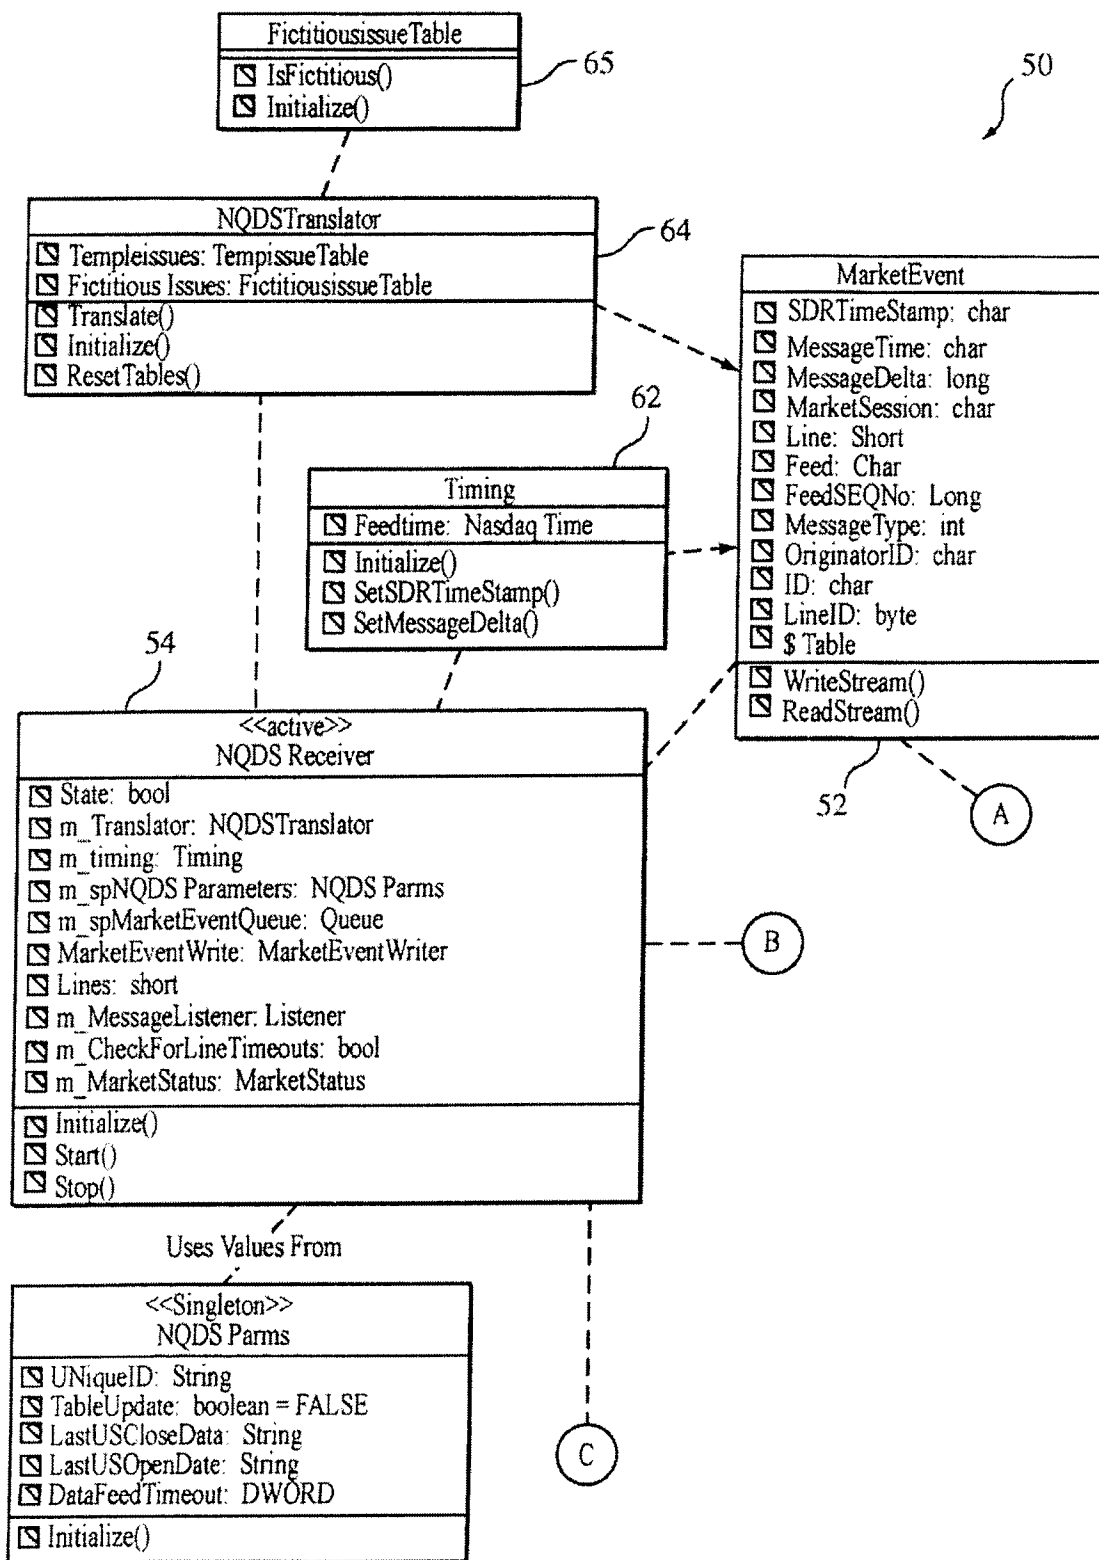 FictitiousissueTable
IsFictitious()
Initialize()
65
50
NQDSTranslator
Templeissues: TempissueTable
Fictitious Issues: FictitiousissueTable
Translate()
Initialize()
ResetTables()
64
MarketEvent
SDRTimeStamp: char
MessageTime: char
MessageDelta: long
MarketSession: char
Line: Short
Feed: Char
FeedSEQNo: Long
MessageType: int
OriginatorID: char
ID: char
LineID: byte
$ Table
WriteStream()
ReadStream()
52
A
62
Timing
Feedtime: Nasdaq Time
Initialize()
SetSDRTimeStamp()
SetMessageDelta()
54
<<active>>
NQDS Receiver
State: bool
m_Translator: NQDSTranslator
m_timing: Timing
m_spNQDS Parameters: NQDS Parms
m_spMarketEventQueue: Queue
MarketEventWrite: MarketEventWriter
Lines: short
m_MessageListener: Listener
m_CheckForLineTimeouts: bool
m_MarketStatus: MarketStatus
Initialize()
Start()
Stop()
B
Uses Values From
<<Singleton>>
NQDS Parms
UNiqueID: String
TableUpdate: boolean = FALSE
LastUSCloseData: String
LastUSOpenDate: String
DataFeedTimeout: DWORD
Initialize()
C